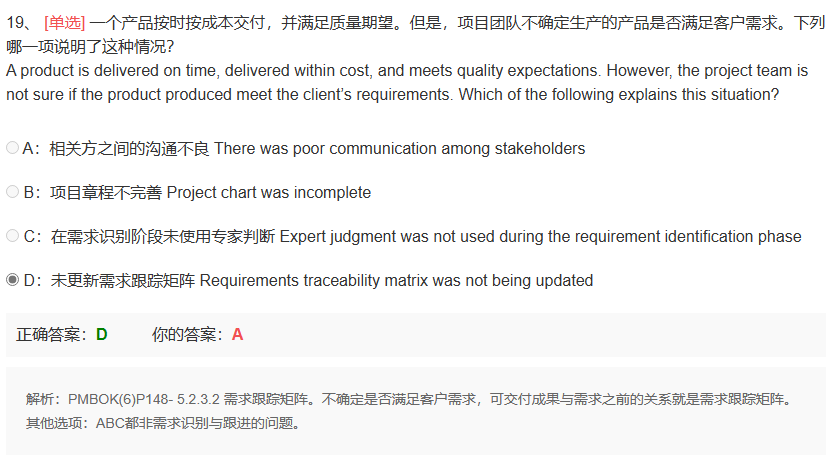 19、 [单选] 一个产品按时按成本交付，并满足质量期望。但是，项目团队不确定生产的产品是否满足客户需求。下列
哪一项说明了这种情况？
A product is delivered on time, delivered within cost, and meets quality expectations. However, the project team is
not sure if the product produced meet the client’s requirements. Which of the following explains this situation?
A：相关方之间的沟通不良 There was poor communication among stakeholders
B：项目章程不完善 Project chart was incomplete
C：在需求识别阶段未使用专家判断 Expert judgment was not used during the requirement identification phase
D：未更新需求跟踪矩阵 Requirements traceability matrix was not being updated
正确答案：D 你的答案：A
解析：PMBOK(6)P148- 5.2.3.2 需求跟踪矩阵。不确定是否满足客户需求，可交付成果与需求之前的关系就是需求跟踪矩阵。
其他选项：ABC都非需求识别与跟进的问题。